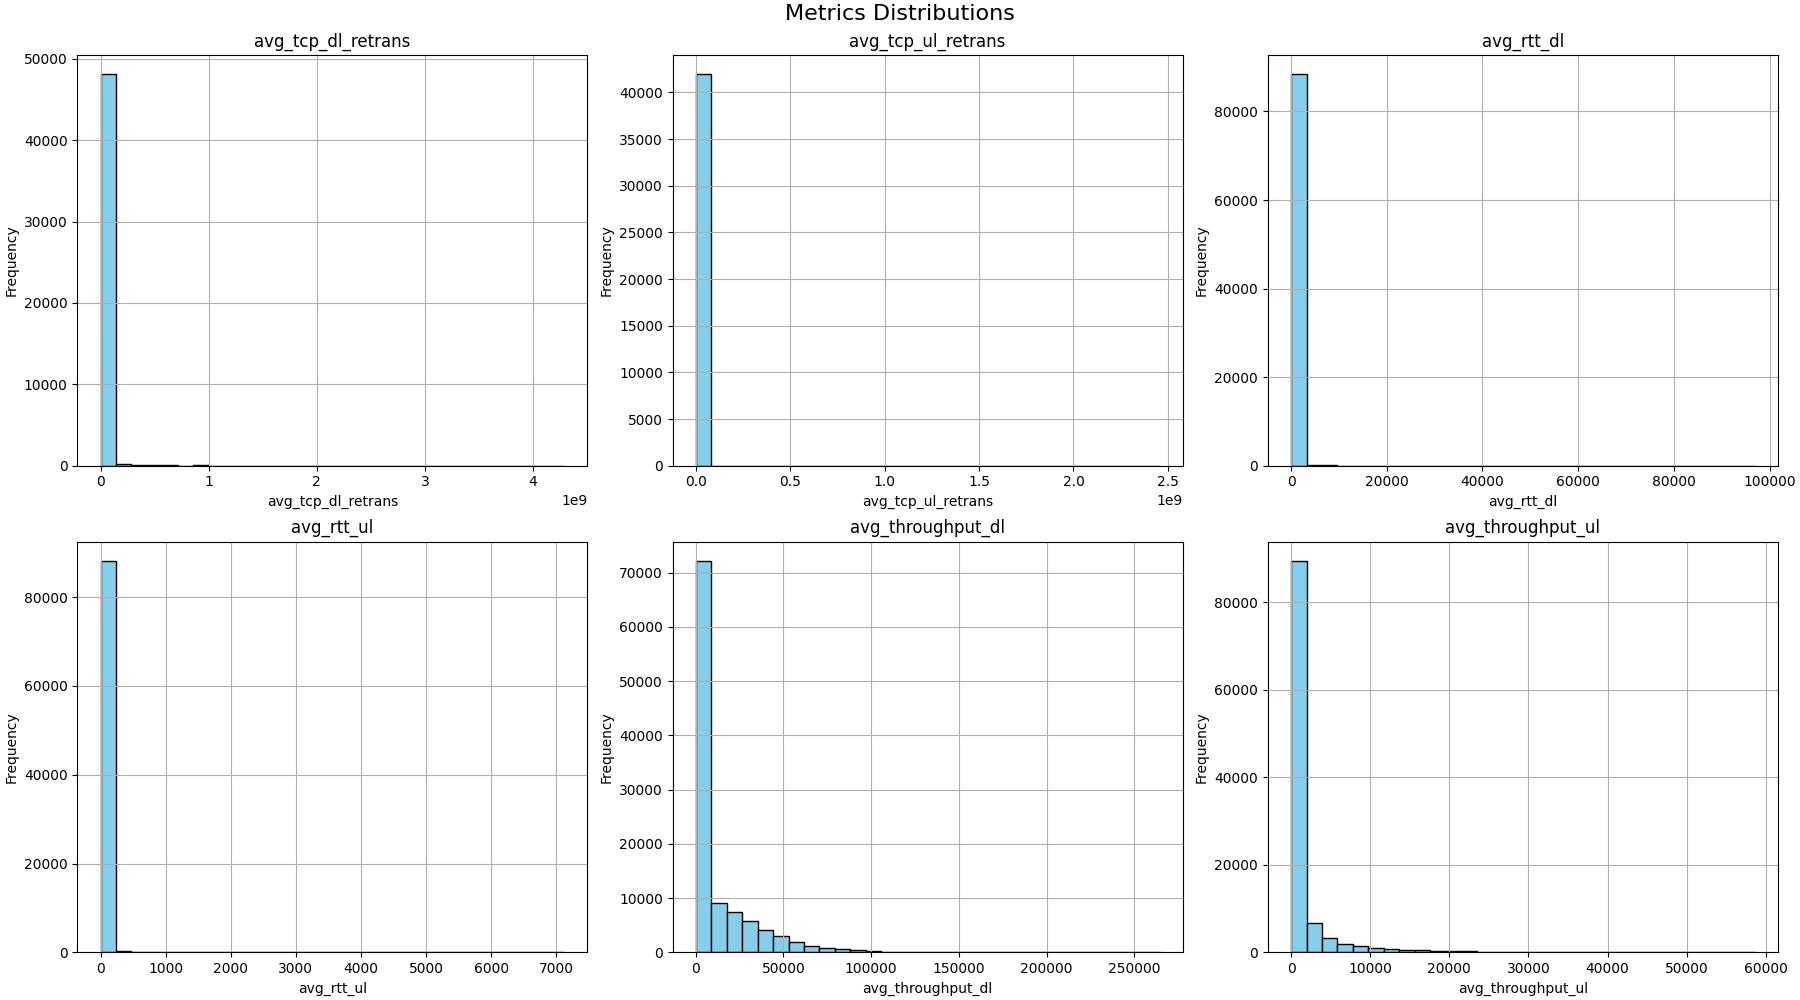 Metrics Distributions
avg_tcp_dl_retrans
50000
40000
30000
20000
10000
0
Frequency
0 1 2 3 4
1e9
avg_tcp_dl_retrans
avg_tcp_ul_retrans
40000
35000
30000
25000
20000
15000
10000
5000
0
Frequency
0.0 0.5 1.0 1.5 2.0 2.5
1e9
avg_tcp_ul_retrans
avg_rtt_dl
80000
60000
40000
20000
0
Frequency
0 20000 40000 60000 80000 100000
avg_rtt_dl
avg_rtt_ul
80000
60000
40000
20000
0
Frequency
0 1000 2000 3000 4000 5000 6000 7000
avg_rtt_ul
avg_throughput_dl
70000
60000
50000
40000
30000
20000
10000
0
Frequency
0 50000 100000 150000 200000 250000
avg_throughput_dl
avg_throughput_ul
80000
60000
40000
20000
0
Frequency
0 10000 20000 30000 40000 50000 60000
avg_throughput_ul